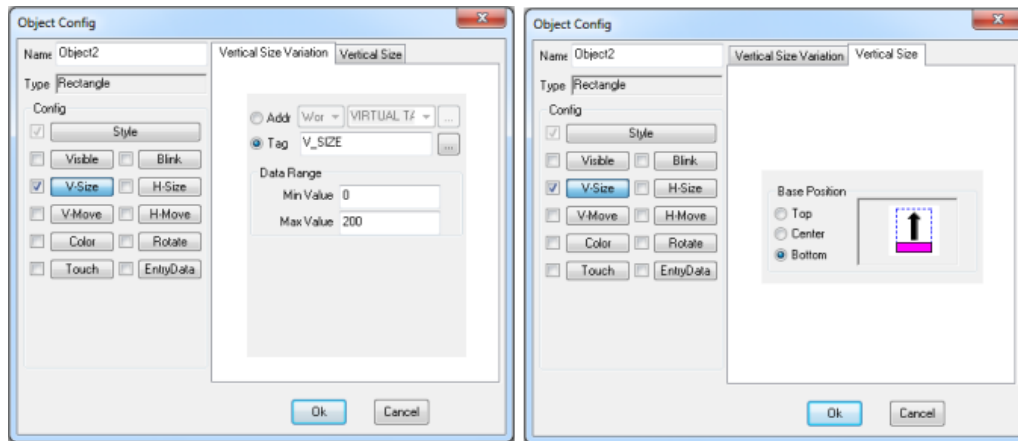 Object Config
Name Object2
Type Rectangle
Config
Style
Visible Blink
V-Size H-Size
V-Move H-Move
Color Rotate
Touch EntryData
Vertical Size Variation Vertical Size
Addr Wor VIRTUAL TA ...
Tag V_SIZE ...
Data Range
Min Value 0
Max Value 200
Ok Cancel
Object Config
Name Object2
Type Rectangle
Config
Style
Visible Blink
V-Size H-Size
V-Move H-Move
Color Rotate
Touch EntryData
Vertical Size Variation Vertical Size
Base Position
Top
Center
Bottom
Ok Cancel